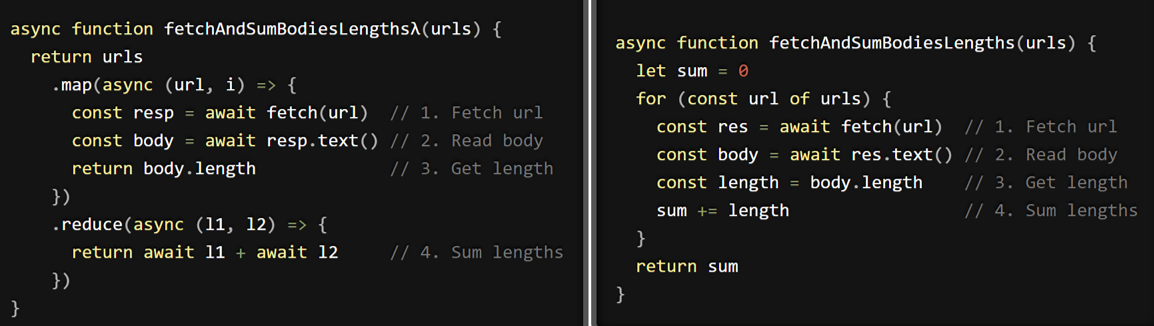 async function fetchAndSumBodiesLengthsλ(urls) {
  return urls
    .map(async (url, i) => {
      const resp = await fetch(url)  // 1. Fetch url
      const body = await resp.text() // 2. Read body
      return body.length             // 3. Get length
    })
    .reduce(async (l1, l2) => {
      return await l1 + await l2     // 4. Sum lengths
    })
}
async function fetchAndSumBodiesLengths(urls) {
  let sum = 0
  for (const url of urls) {
    const res = await fetch(url)  // 1. Fetch url
    const body = await res.text() // 2. Read body
    const length = body.length    // 3. Get length
    sum += length                 // 4. Sum lengths
  }
  return sum
}